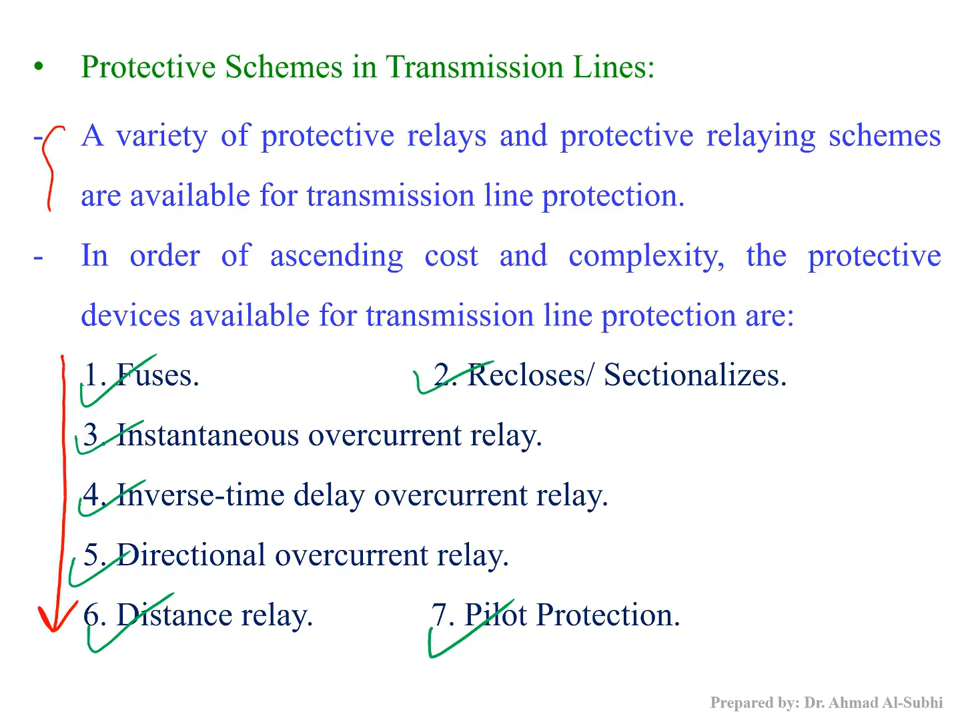 • Protective Schemes in Transmission Lines:
- A variety of protective relays and protective relaying schemes
are available for transmission line protection.
- In order of ascending cost and complexity, the protective
devices available for transmission line protection are:
1. Fuses. 2. Recloses/ Sectionalizes.
3. Instantaneous overcurrent relay.
4. Inverse-time delay overcurrent relay.
5. Directional overcurrent relay.
6. Distance relay. 7. Pilot Protection.
Prepared by: Dr. Ahmad Al-Subhi